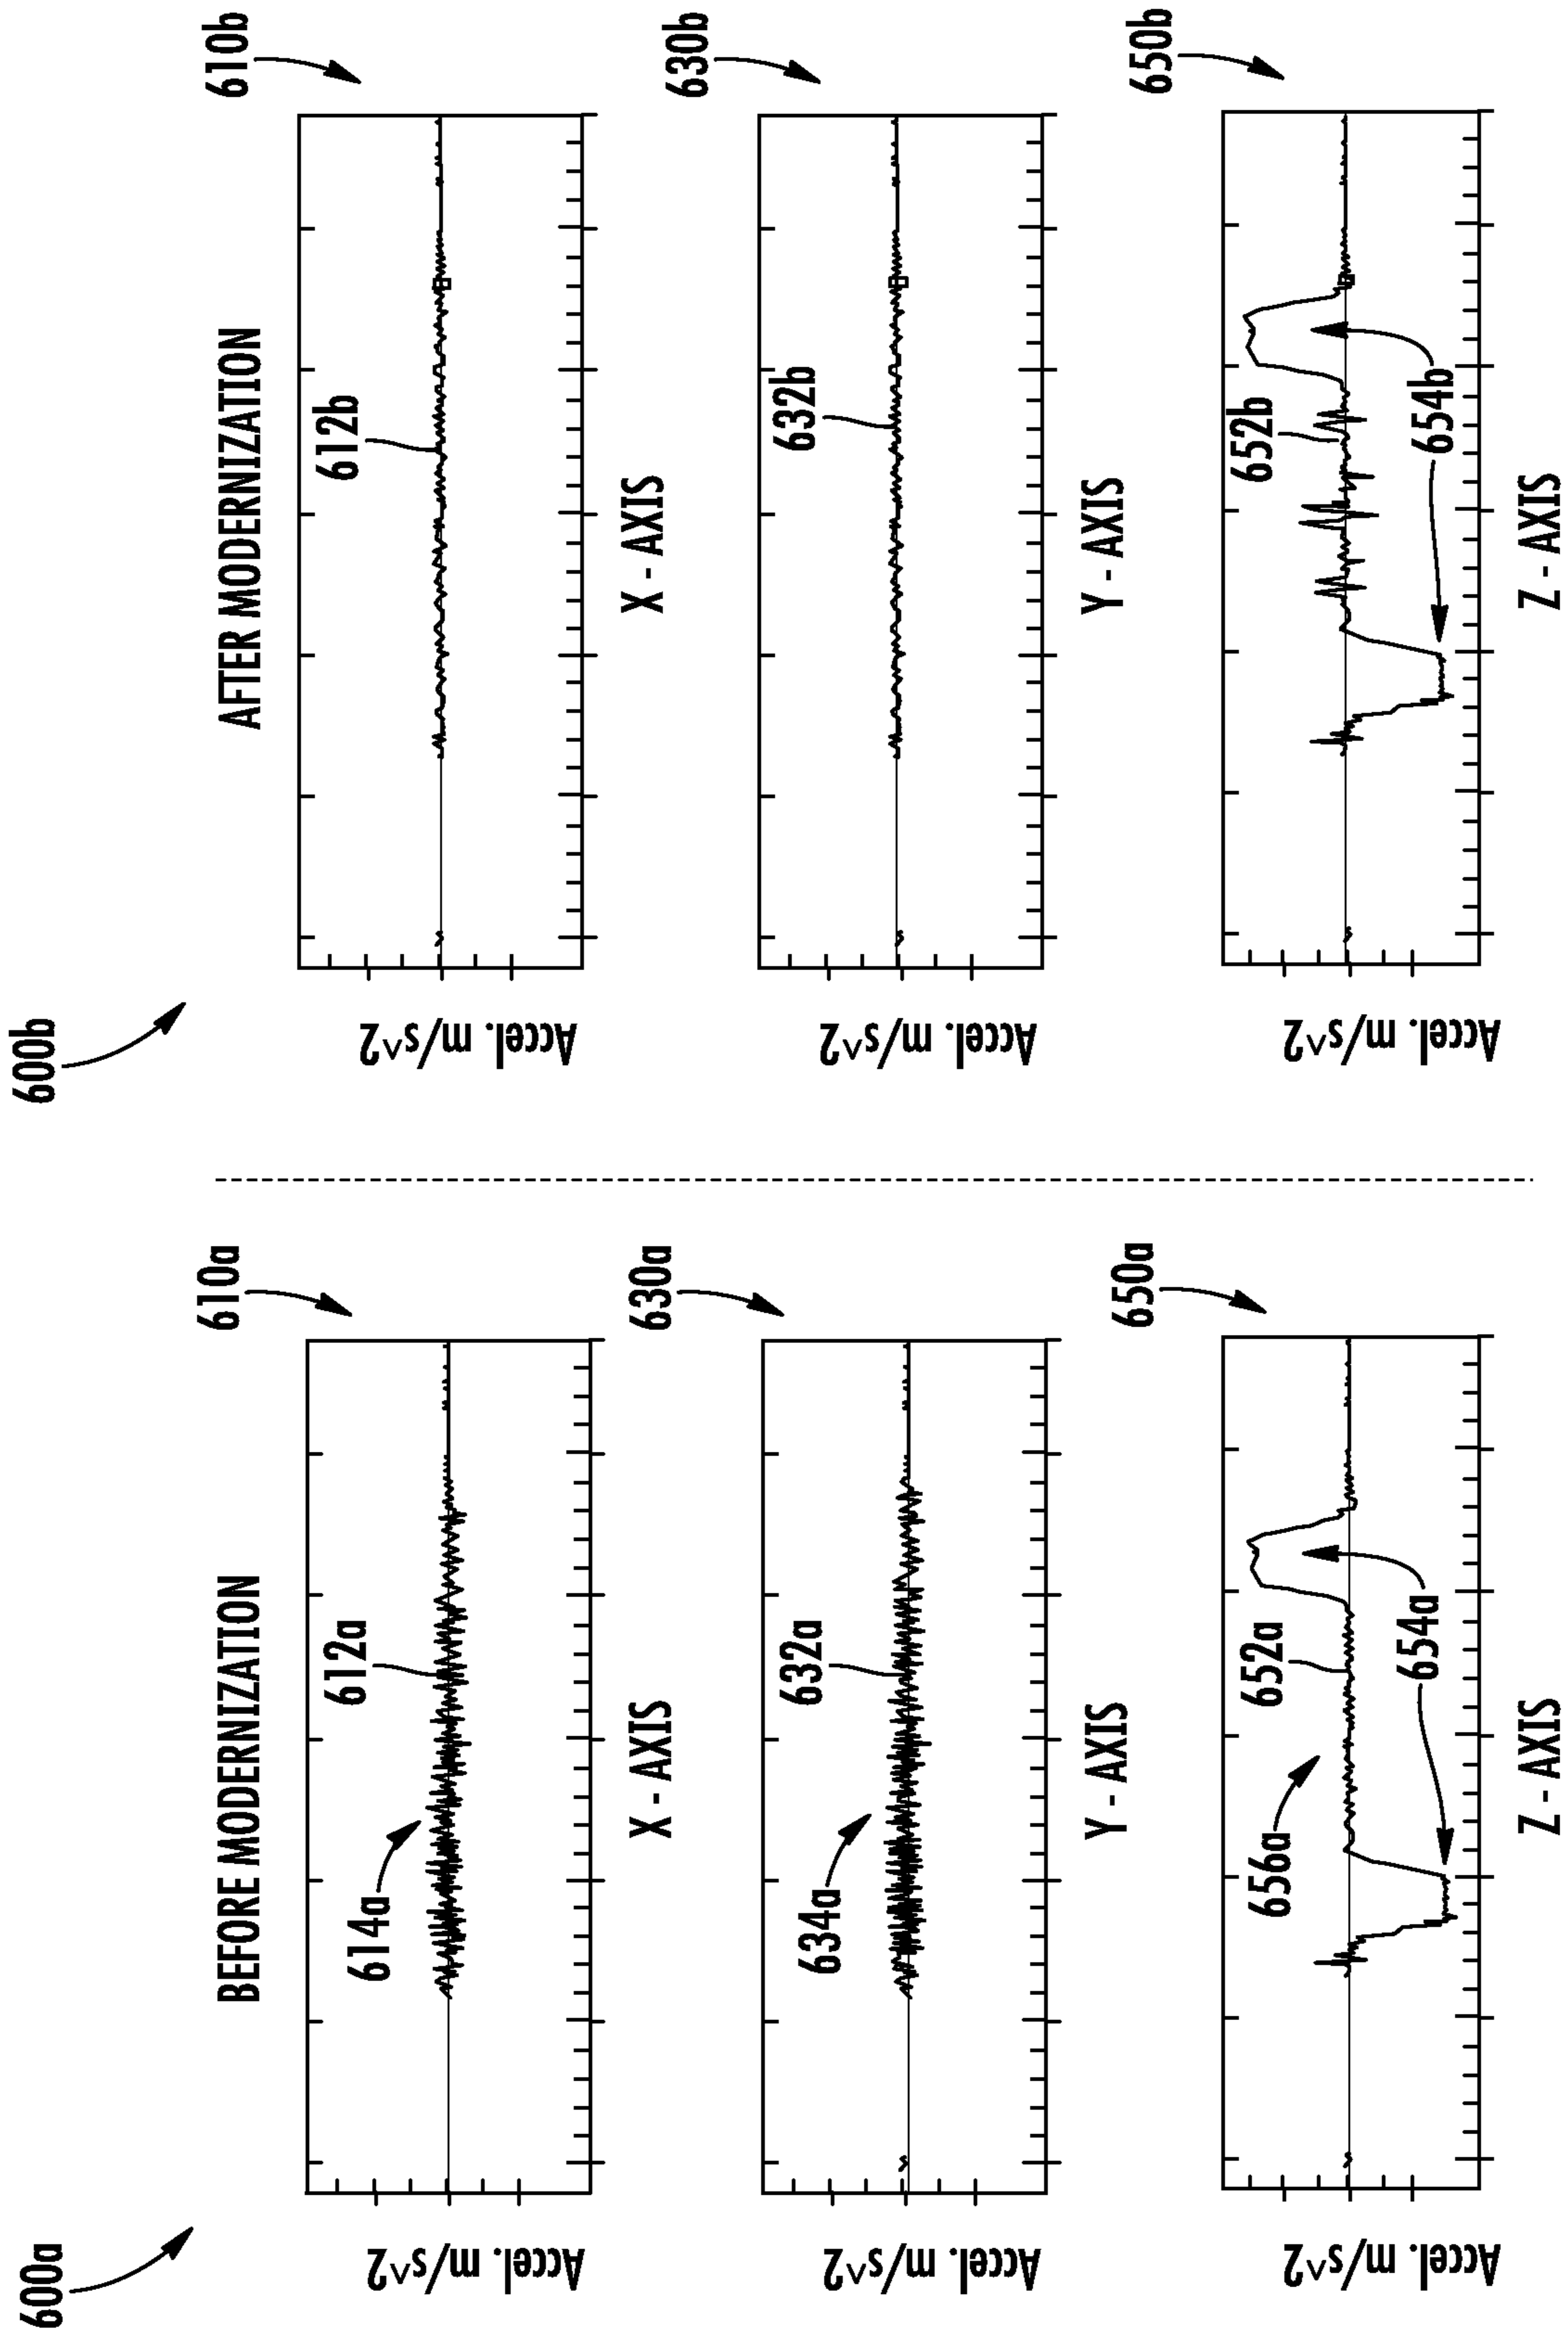 600a
BEFORE MODERNIZATION
610a
612a
614a
Accel. m/s^2
X - AXIS
630a
632a
634a
Accel. m/s^2
Y - AXIS
650a
652a
656a
654a
Accel. m/s^2
Z - AXIS
600b
AFTER MODERNIZATION
610b
612b
Accel. m/s^2
X - AXIS
630b
632b
Accel. m/s^2
Y - AXIS
650b
652b
654b
Accel. m/s^2
Z - AXIS